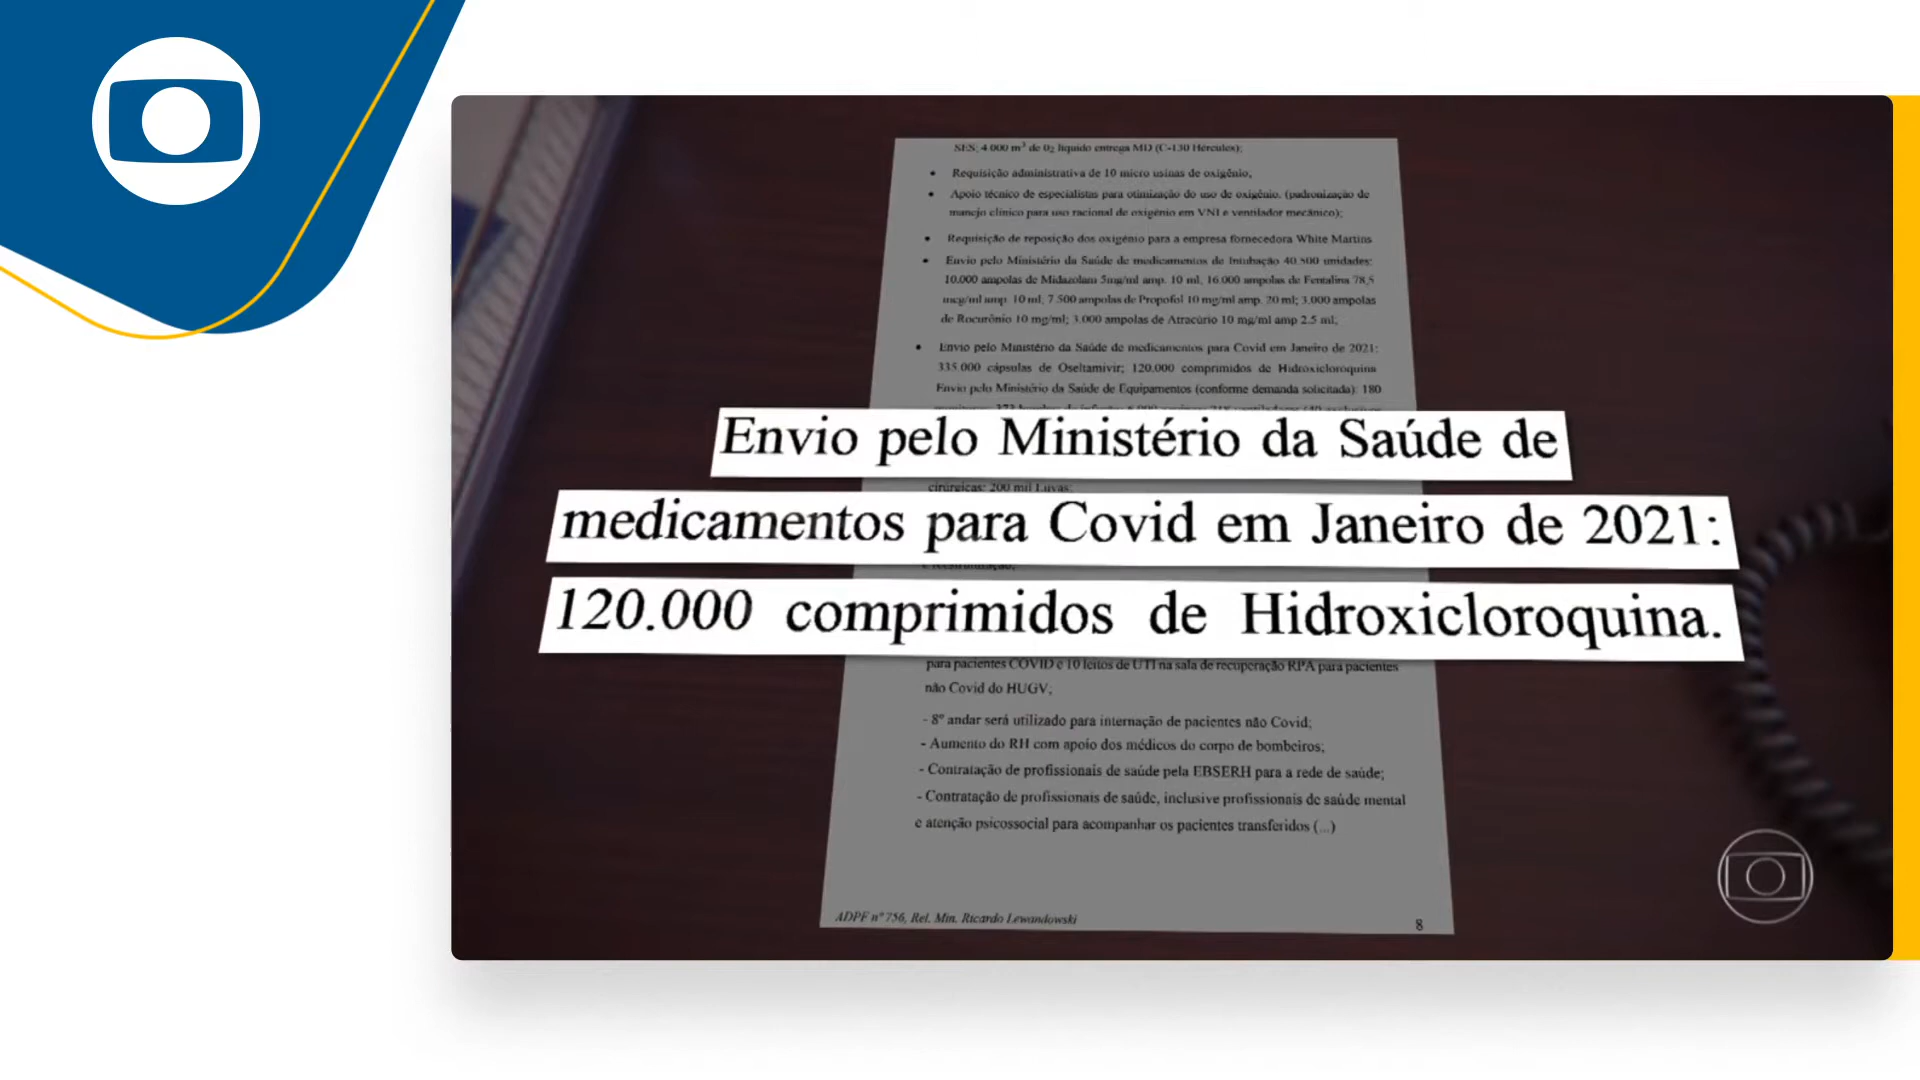 SES; 4.000 m³ de 0₂ líquido entrega MD (C-130 Hércules);
• Requisição administrativa de 10 micro usinas de oxigênio,
• Apoio técnico de especialistas para otimização do uso de oxigênio. (padronização de
manejo clínico para uso racional de oxigênio em VNI e ventilador mecânico);
• Requisição de reposição dos oxigênio para a empresa fornecedora White Martins
• Envio pelo Ministério da Saúde de medicamentos de Intubação 40.500 unidades:
10.000 ampolas de Midazolam 5mg/ml amp. 10 ml, 16.000 ampolas de Fentalina 78,5
mcg/ml amp. 10 ml; 7.500 ampolas de Propofol 10 mg/ml amp. 20 ml; 3.000 ampolas
de Rocurônio 10 mg/ml; 3.000 ampolas de Atracúrio 10 mg/ml amp 2.5 ml;
• Envio pelo Ministério da Saúde de medicamentos para Covid em Janeiro de 2021:
335.000 cápsulas de Oseltamivir; 120.000 comprimidos de Hidroxicloroquina
Envio pelo Ministério da Saúde de Equipamentos (conforme demanda solicitada): 180
Envio pelo Ministério da Saúde de
cirúrgicas: 200 mil Luvas;
medicamentos para Covid em Janeiro de 2021:
120.000 comprimidos de Hidroxicloroquina.
para pacientes COVID e 10 leitos de UTI na sala de recuperação RPA para pacientes
não Covid do HUGV;
- 8º andar será utilizado para internação de pacientes não Covid;
- Aumento do RH com apoio dos médicos do corpo de bombeiros;
- Contratação de profissionais de saúde pela EBSERH para a rede de saúde;
- Contratação de profissionais de saúde, inclusive profissionais de saúde mental
e atenção psicossocial para acompanhar os pacientes transferidos (...)
ADPF nº 756, Rel. Min. Ricardo Lewandowski
8